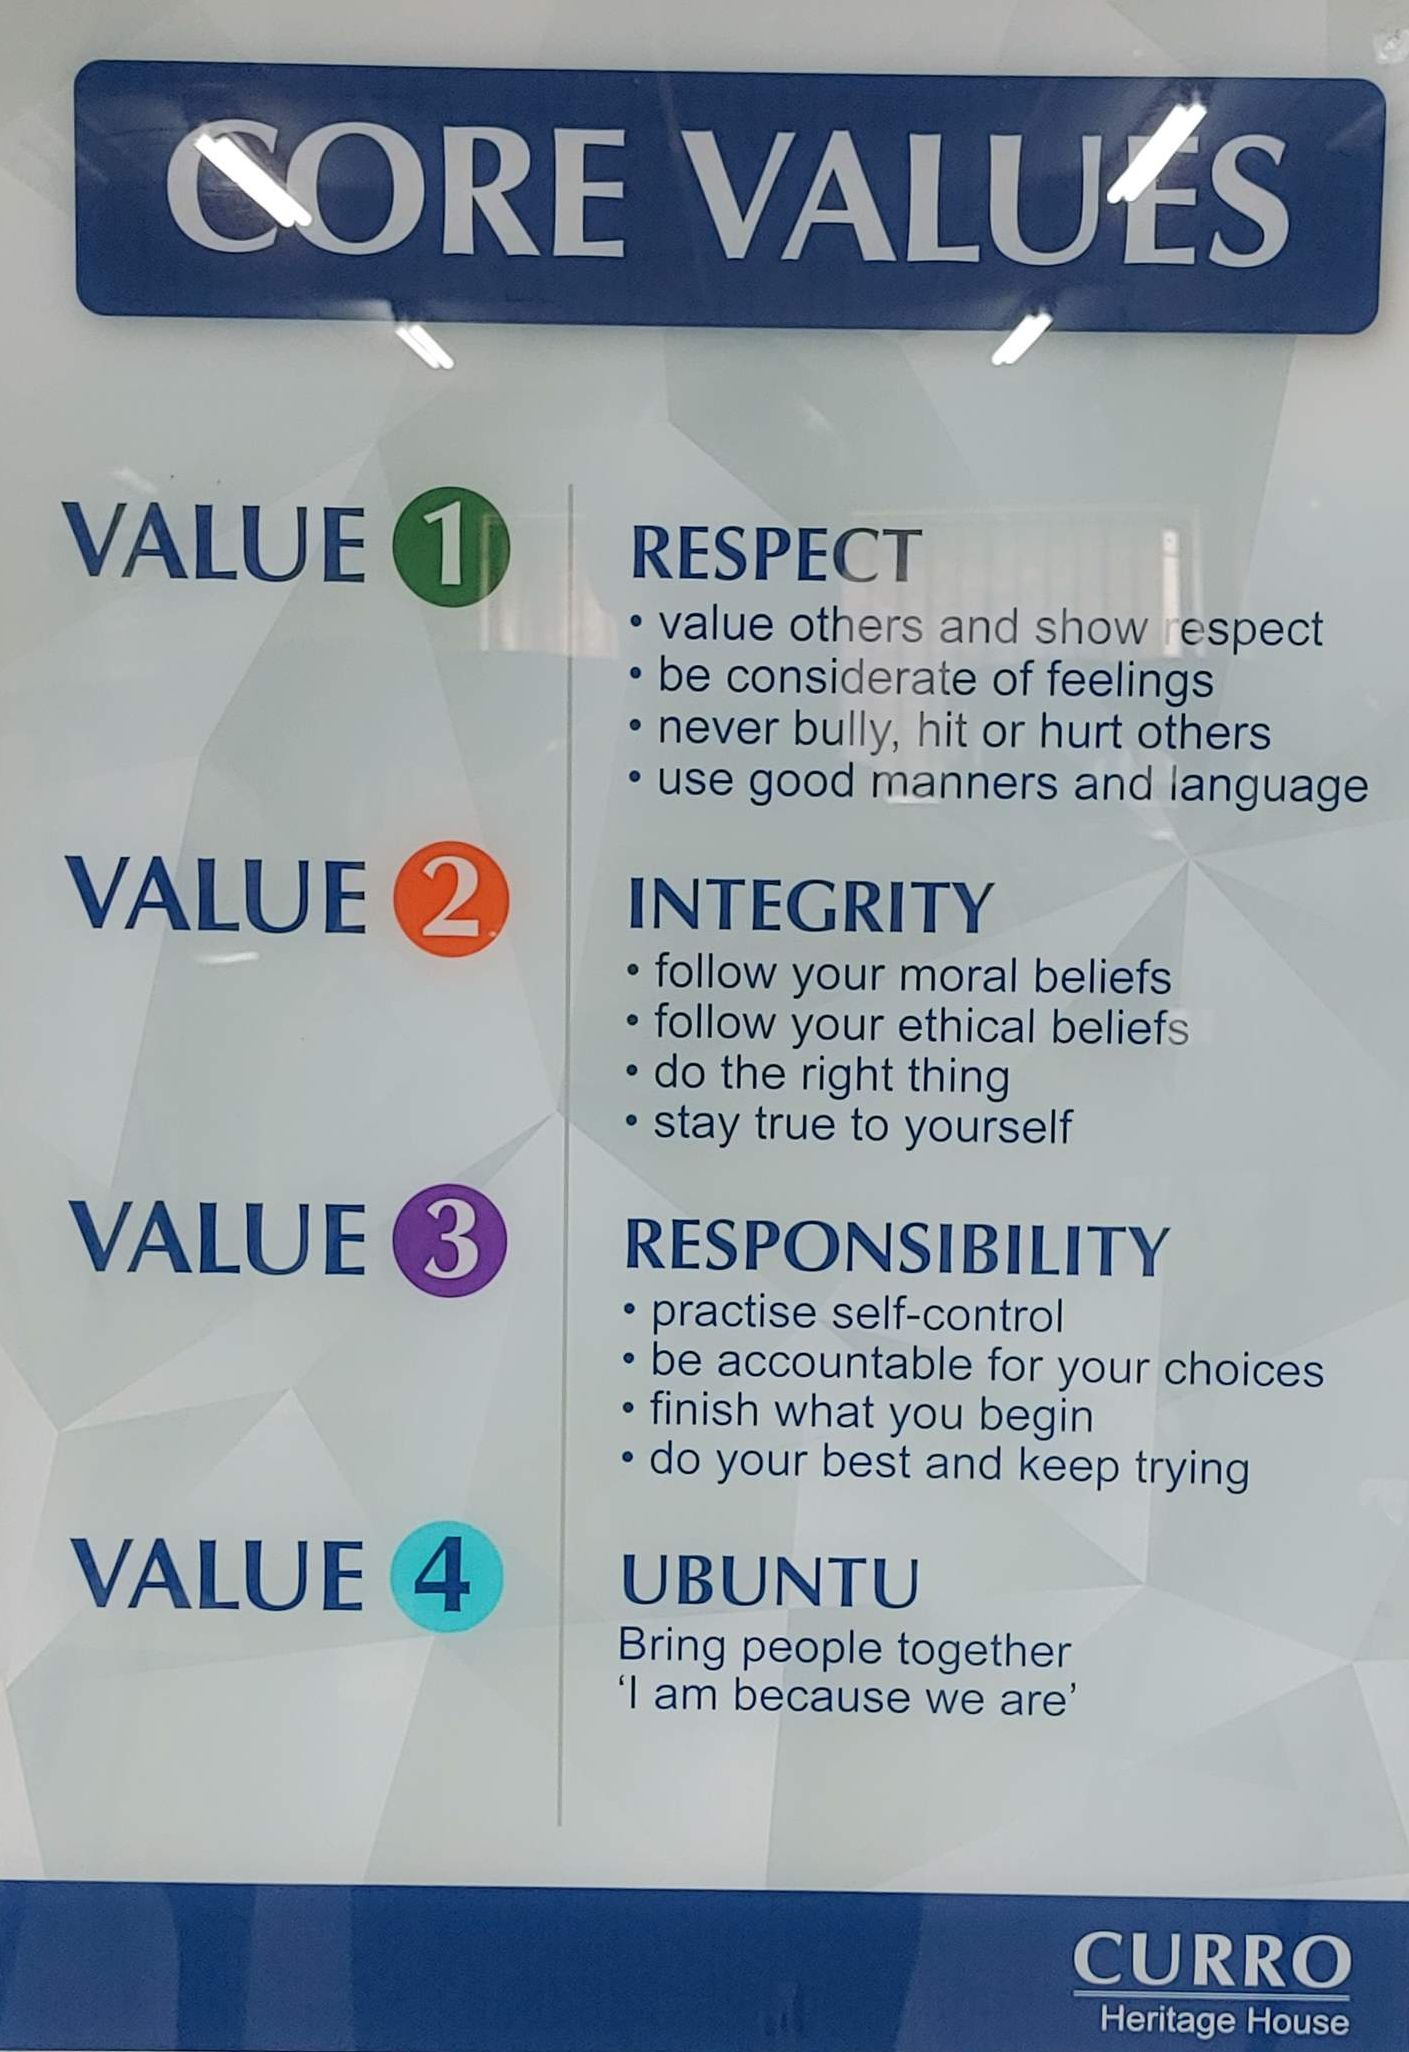 CORE VALUES
VALUE 1
RESPECT
• value others and show respect
• be considerate of feelings
• never bully, hit or hurt others
• use good manners and language
VALUE 2
INTEGRITY
• follow your moral beliefs
• follow your ethical beliefs
• do the right thing
• stay true to yourself
VALUE 3
RESPONSIBILITY
• practise self-control
• be accountable for your choices
• finish what you begin
• do your best and keep trying
VALUE 4
UBUNTU
Bring people together
‘I am because we are’
CURRO
Heritage House